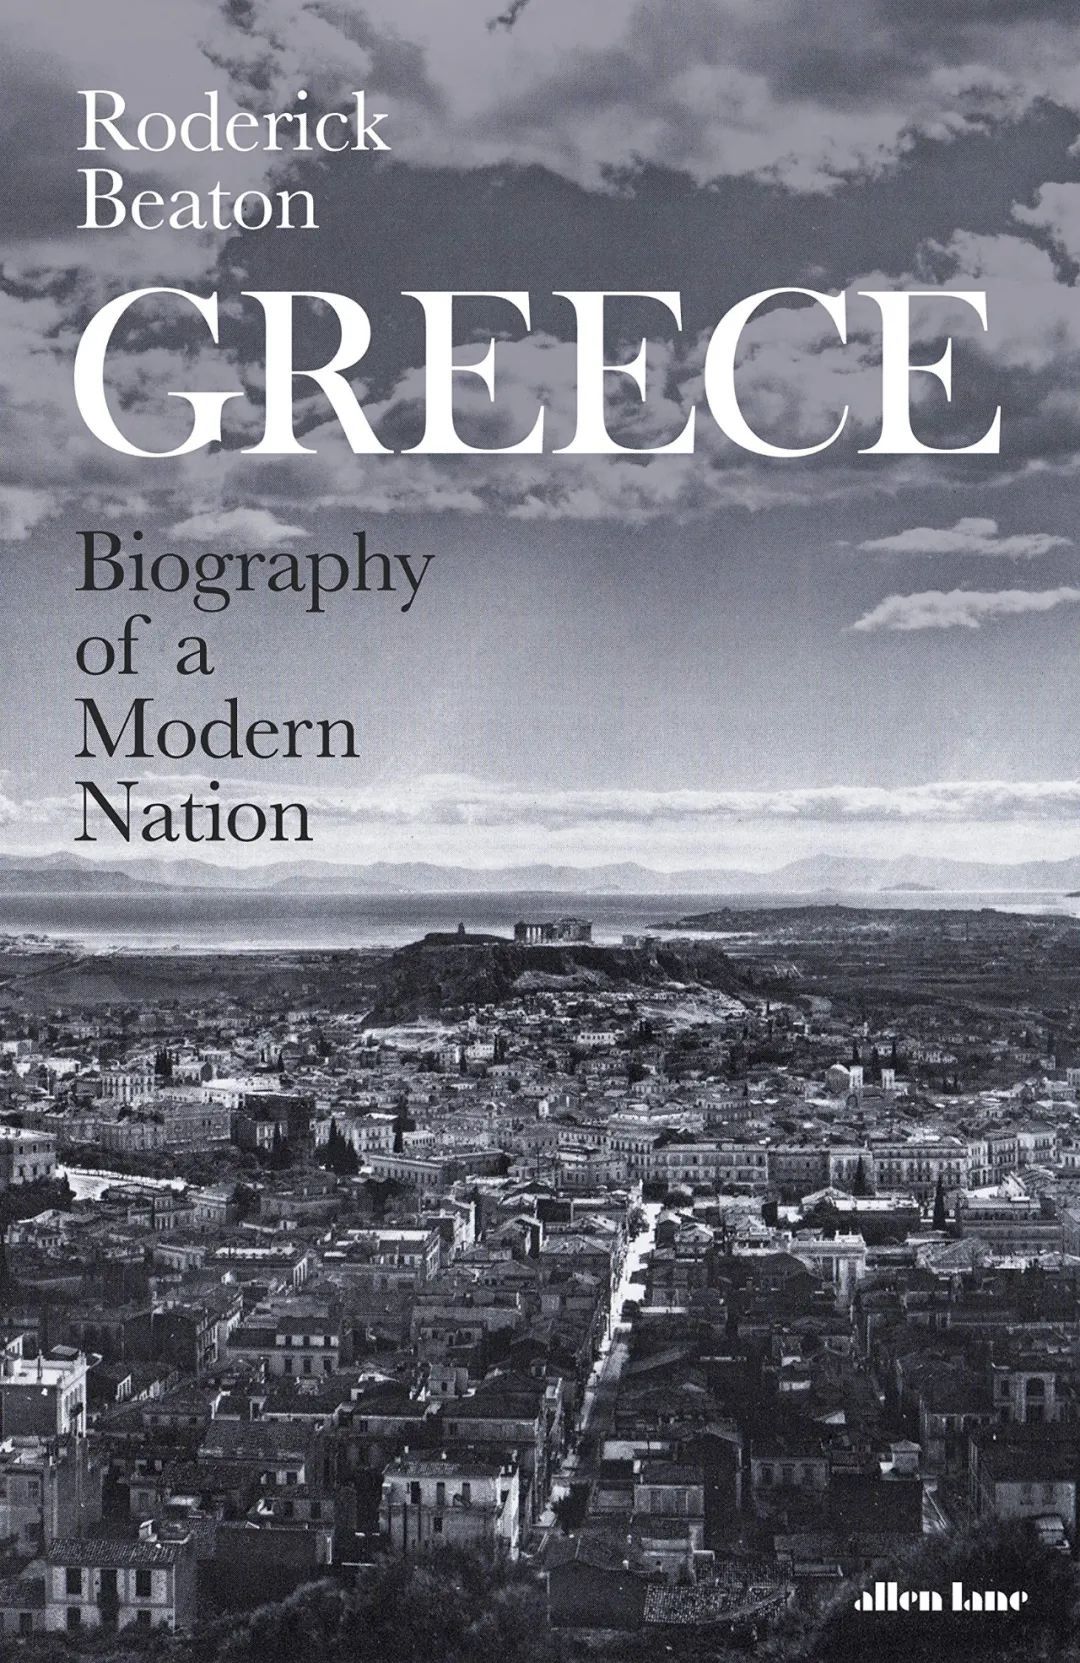 Roderick
Beaton
GREECE
Biography
of a
Modern
Nation
allen lane